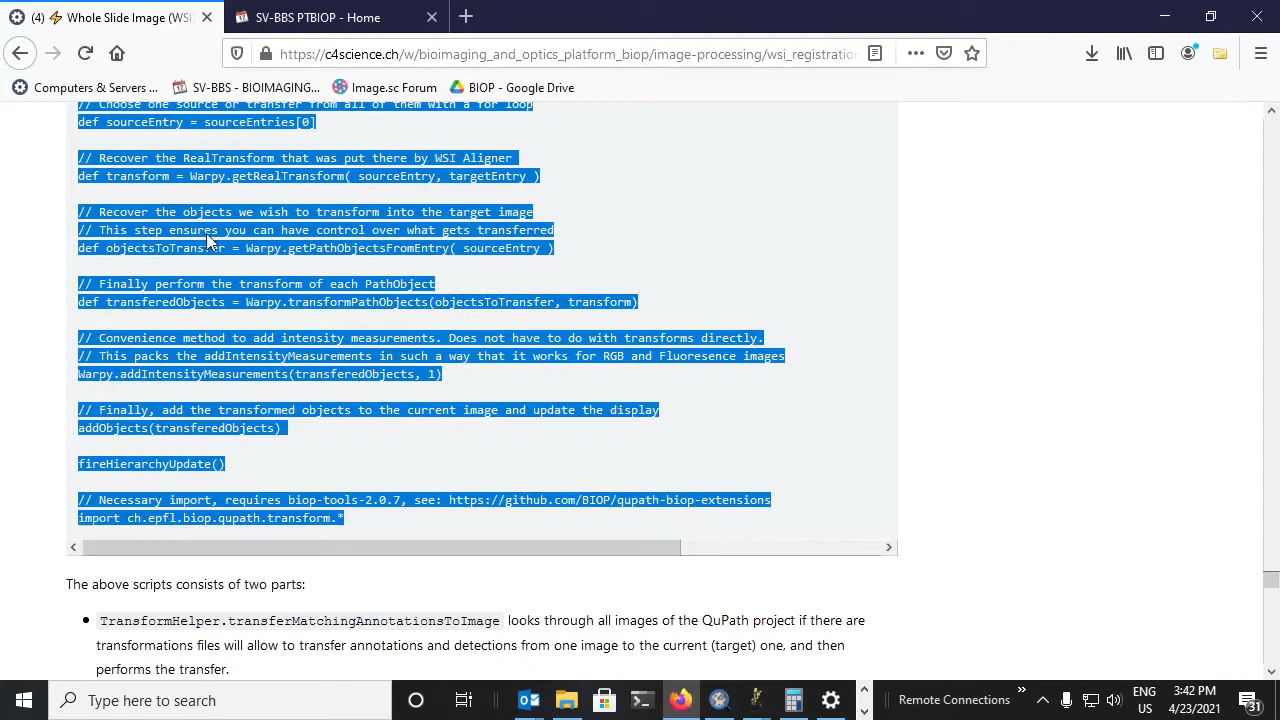 (4) ⚡ Whole Slide Image (WSI
SV-BBS PTBIOP - Home
https://c4science.ch/w/bioimaging_and_optics_platform_biop/image-processing/wsi_registration
Computers & Servers ...
SV-BBS - BIOIMAGING...
Image.sc Forum
BIOP - Google Drive
// Choose one source or transfer from all of them with a for loop
def sourceEntry = sourceEntries[0]
// Recover the RealTransform that was put there by WSI Aligner
def transform = Warpy.getRealTransform( sourceEntry, targetEntry )
// Recover the objects we wish to transform into the target image
// This step ensures you can have control over what gets transferred
def objectsToTransfer = Warpy.getPathObjectsFromEntry( sourceEntry )
// Finally perform the transform of each PathObject
def transferedObjects = Warpy.transformPathObjects(objectsToTransfer, transform)
// Convenience method to add intensity measurements. Does not have to do with transforms directly.
// This packs the addIntensityMeasurements in such a way that it works for RGB and Fluoresence images
Warpy.addIntensityMeasurements(transferedObjects, 1)
// Finally, add the transformed objects to the current image and update the display
addObjects(transferedObjects)
fireHierarchyUpdate()
// Necessary import, requires biop-tools-2.0.7, see: https://github.com/BIOP/qupath-biop-extensions
import ch.epfl.biop.qupath.transform.*
The above scripts consists of two parts:
TransformHelper.transferMatchingAnnotationsToImage looks through all images of the QuPath project if there are
transformations files will allow to transfer annotations and detections from one image to the current (target) one, and then
performs the transfer.
Type here to search
Remote Connections
ENG
US
3:42 PM
4/23/2021
31